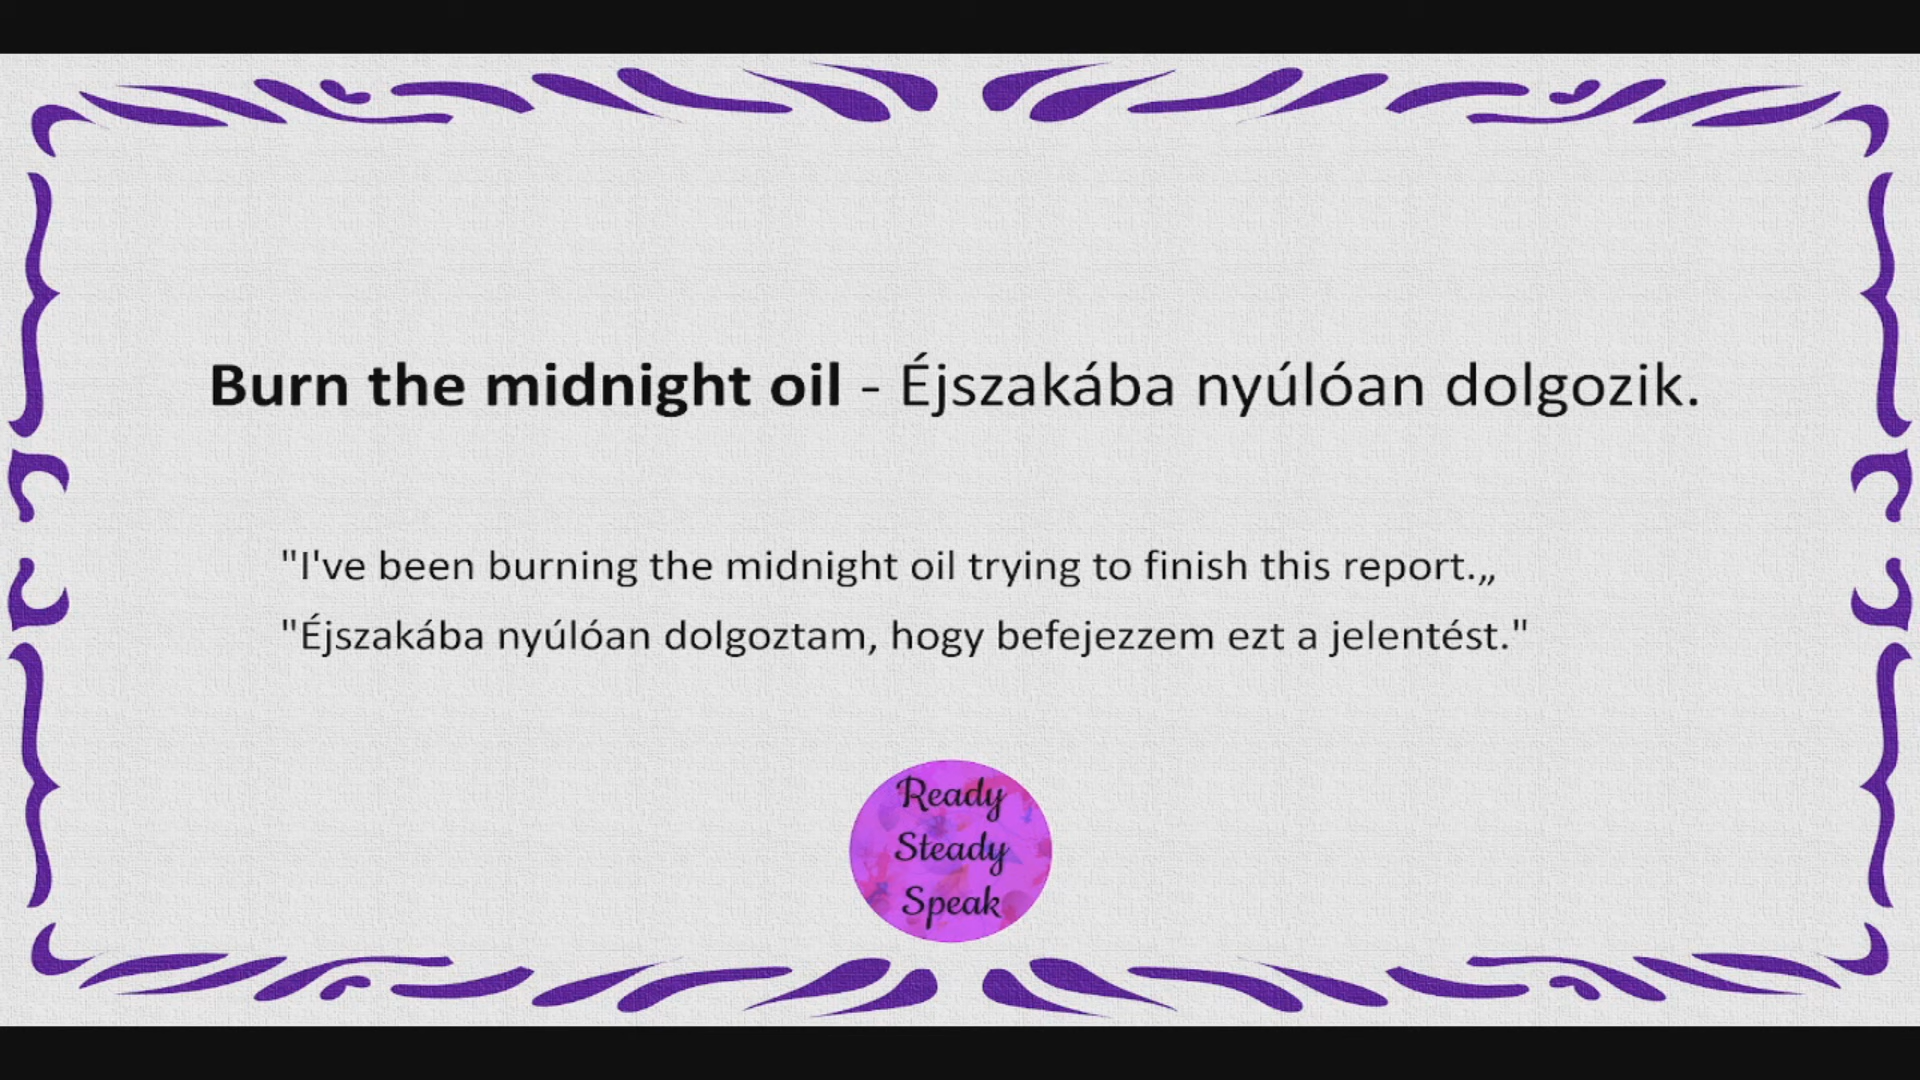 Burn the midnight oil - Éjszakába nyúlóan dolgozik.
"I've been burning the midnight oil trying to finish this report.„
"Éjszakába nyúlóan dolgoztam, hogy befejezzem ezt a jelentést."
Ready
Steady
Speak